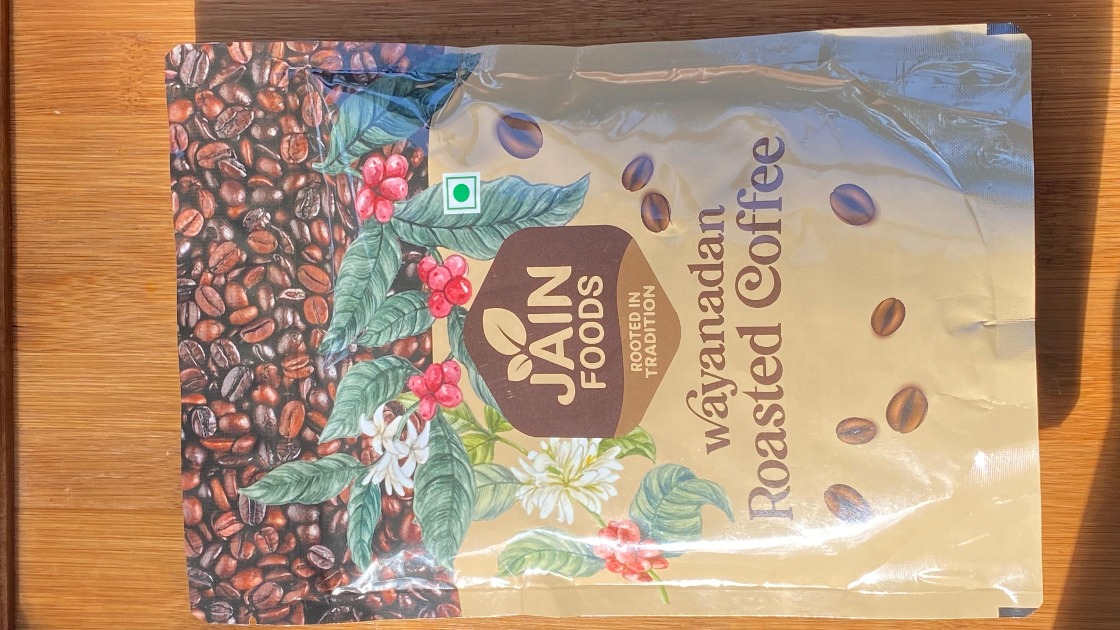 JAIN
FOODS
ROOTED IN
TRADITION
Wayanadan
Roasted Coffee